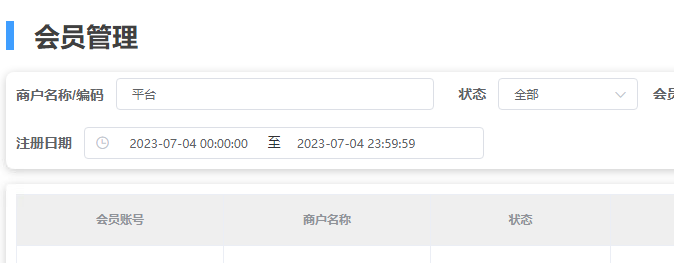 会员管理
商户名称/编码 平台 状态 全部 会员
注册日期 2023-07-04 00:00:00 至 2023-07-04 23:59:59
会员账号 商户名称 状态